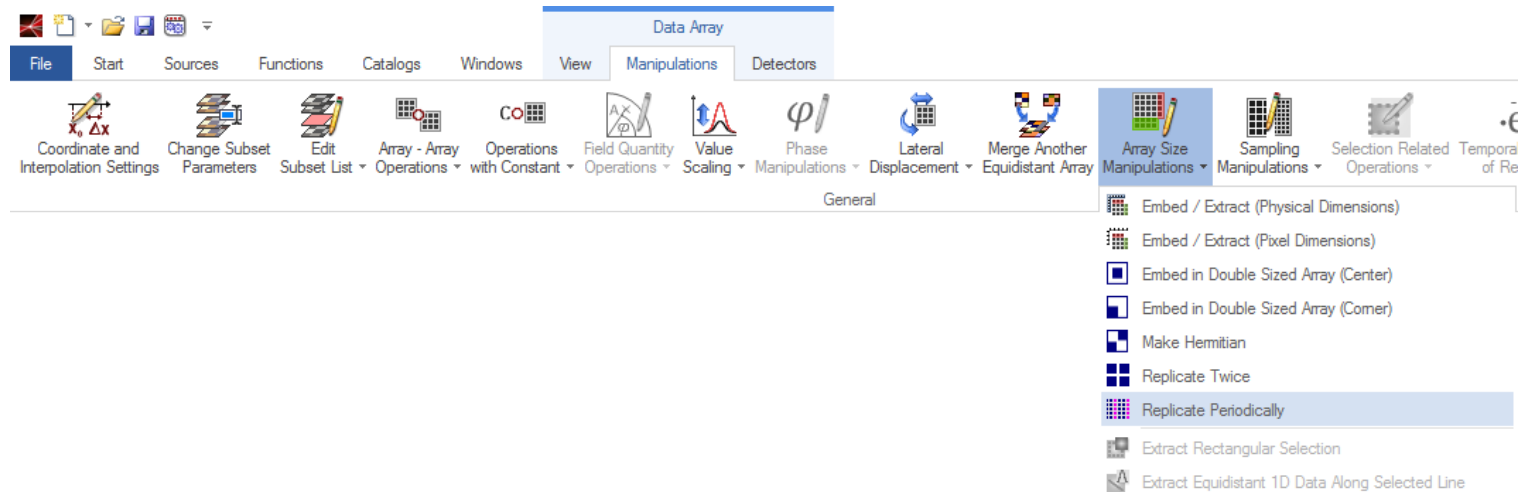 Data Array
File Start Sources Functions Catalogs Windows View Manipulations Detectors
X₀ Δx
C
AX
φ
φ
Coordinate and Interpolation Settings
Change Subset Parameters
Edit Subset List
Array - Array Operations
Operations with Constant
Field Quantity Operations
Value Scaling
Phase Manipulations
Lateral Displacement
Merge Another Equidistant Array
Array Size Manipulations
Sampling Manipulations
Selection Related Operations
General
Embed / Extract (Physical Dimensions)
Embed / Extract (Pixel Dimensions)
Embed in Double Sized Array (Center)
Embed in Double Sized Array (Corner)
Make Hermitian
Replicate Twice
Replicate Periodically
Extract Rectangular Selection
Extract Equidistant 1D Data Along Selected Line